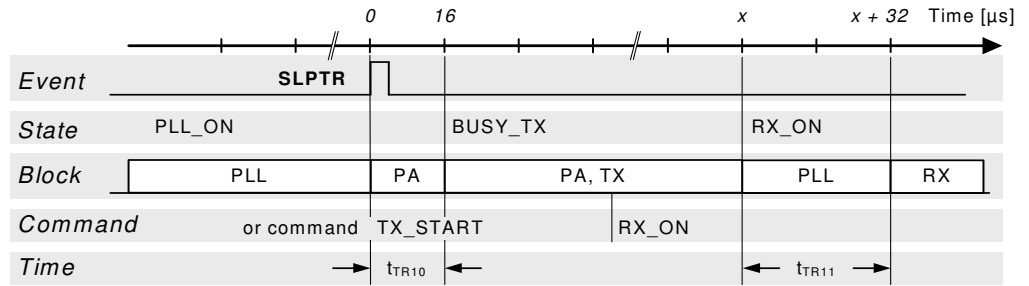 0 16 x x + 32 Time [µs]
Event SLPTR
State PLL_ON BUSY_TX RX_ON
Block PLL PA PA, TX PLL RX
Command or command TX_START RX_ON
Time tTR10 tTR11